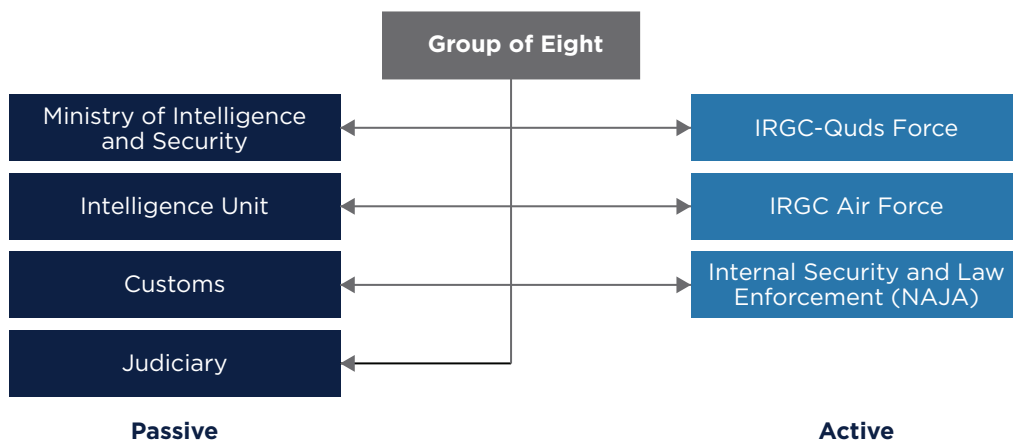 Group of Eight
Ministry of Intelligence
and Security
IRGC-Quds Force
Intelligence Unit
IRGC Air Force
Customs
Internal Security and Law
Enforcement (NAJA)
Judiciary
Passive
Active